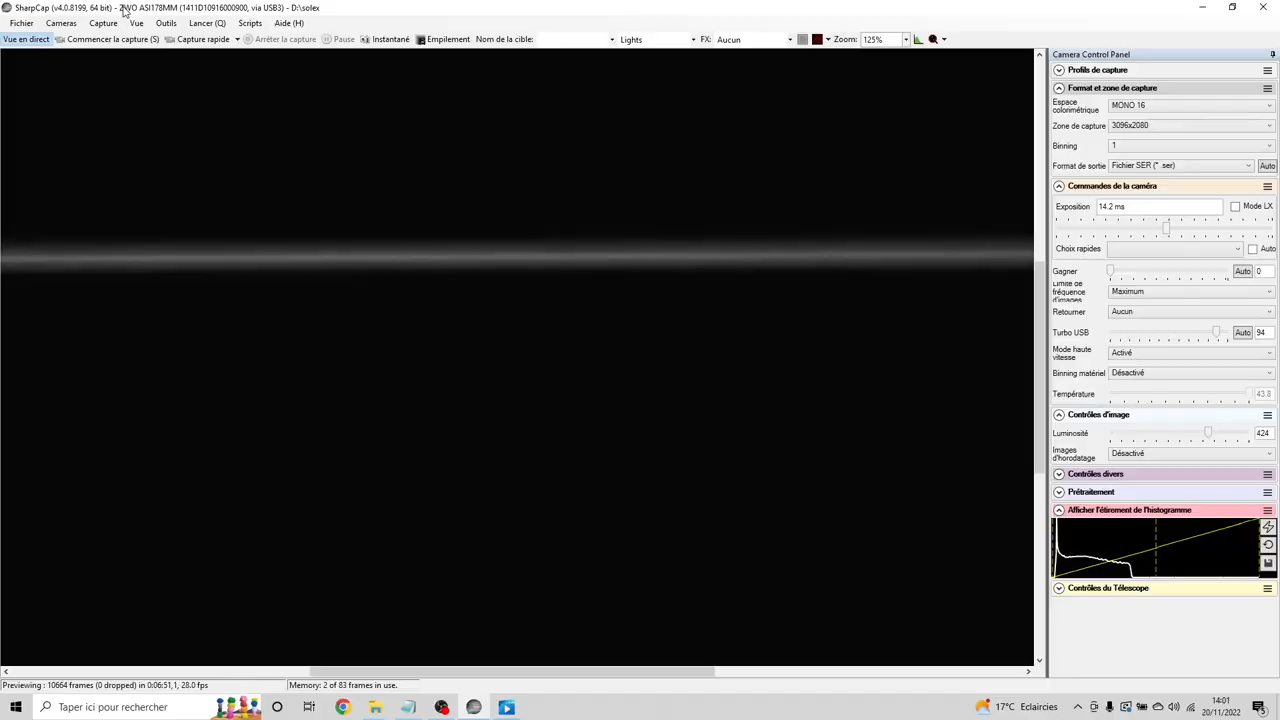 SharpCap (v4.0.8199, 64 bit) - ZWO ASI178MM (1411D10916000900, via USB3) - D:\solex
Fichier Cameras Capture Vue Outils Lancer (Q) Scripts Aide (H)
Vue en direct Commencer la capture (S) Capture rapide Arrêter la capture Pause Instantané Empilement Nom de la cible: Lights FX: Aucun Zoom: 125%
Camera Control Panel
Profils de capture
Format et zone de capture
Espace colorimétrique MONO 16
Zone de capture 3096x2080
Binning 1
Format de sortie Fichier SER (*.ser) Auto
Commandes de la caméra
Exposition 14.2 ms Mode LX
Choix rapides Auto
Gagner Auto 0
Limite de fréquence d'images Maximum
Retourner Aucun
Turbo USB Auto 94
Mode haute vitesse Activé
Binning matériel Désactivé
Température 43.8
Contrôles d'image
Luminosité 424
Images d'horodatage Désactivé
Contrôles divers
Prétraitement
Afficher l'étirement de l'histogramme
Contrôles du Télescope
Previewing : 10664 frames (0 dropped) in 0:06:51,1, 28.0 fps Memory: 2 of 83 frames in use.
Taper ici pour rechercher 17°C Eclaircies 14:01
20/11/2022